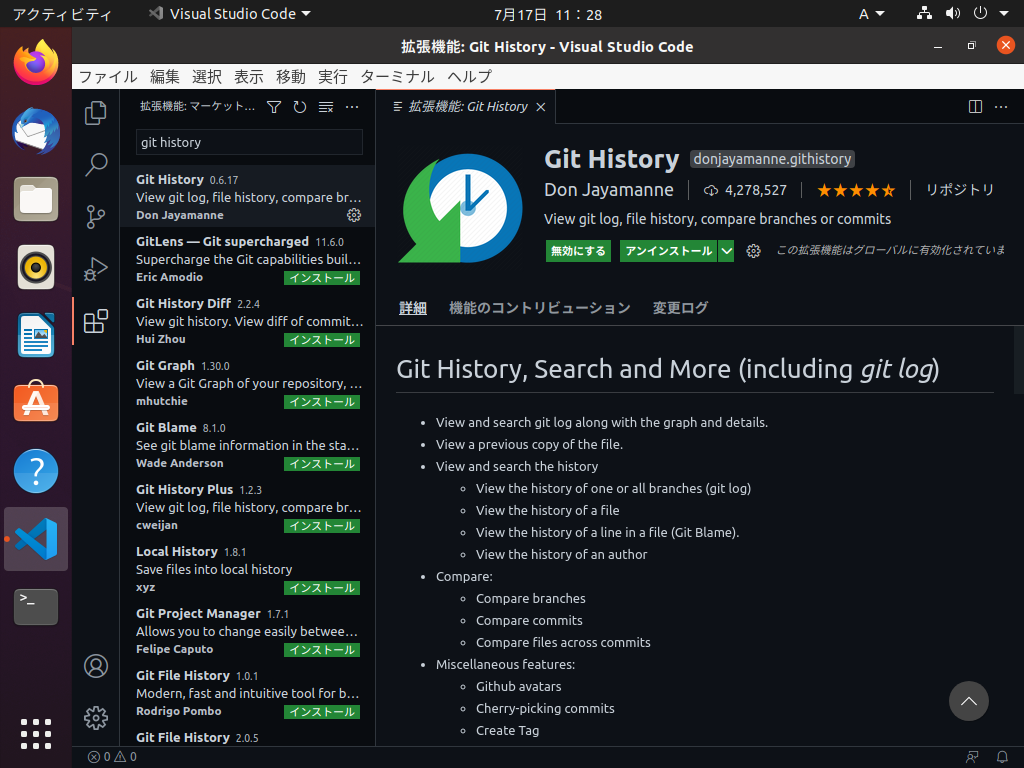 アクティビティ
Visual Studio Code
7月17日 11：28
A
拡張機能: Git History - Visual Studio Code
ファイル 編集 選択 表示 移動 実行 ターミナル ヘルプ
拡張機能: マーケット...
git history
Git History 0.6.17
View git log, file history, compare br...
Don Jayamanne
GitLens — Git supercharged 11.6.0
Supercharge the Git capabilities buil...
Eric Amodio インストール
Git History Diff 2.2.4
View git history. View diff of commit...
Hui Zhou インストール
Git Graph 1.30.0
View a Git Graph of your repository, ...
mhutchie インストール
Git Blame 8.1.0
See git blame information in the sta...
Wade Anderson インストール
Git History Plus 1.2.3
View git log, file history, compare br...
cweijan インストール
Local History 1.8.1
Save files into local history
xyz インストール
Git Project Manager 1.7.1
Allows you to change easily betwee...
Felipe Caputo インストール
Git File History 1.0.1
Modern, fast and intuitive tool for b...
Rodrigo Pombo インストール
Git File History 2.0.5
拡張機能: Git History
Git History donjayamanne.githistory
Don Jayamanne 4,278,527 リポジトリ
View git log, file history, compare branches or commits
無効にする アンインストール この拡張機能はグローバルに有効化されていま
詳細 機能のコントリビューション 変更ログ
Git History, Search and More (including git log)
• View and search git log along with the graph and details.
• View a previous copy of the file.
• View and search the history
◦ View the history of one or all branches (git log)
◦ View the history of a file
◦ View the history of a line in a file (Git Blame).
◦ View the history of an author
• Compare:
◦ Compare branches
◦ Compare commits
◦ Compare files across commits
• Miscellaneous features:
◦ Github avatars
◦ Cherry-picking commits
◦ Create Tag
0 0